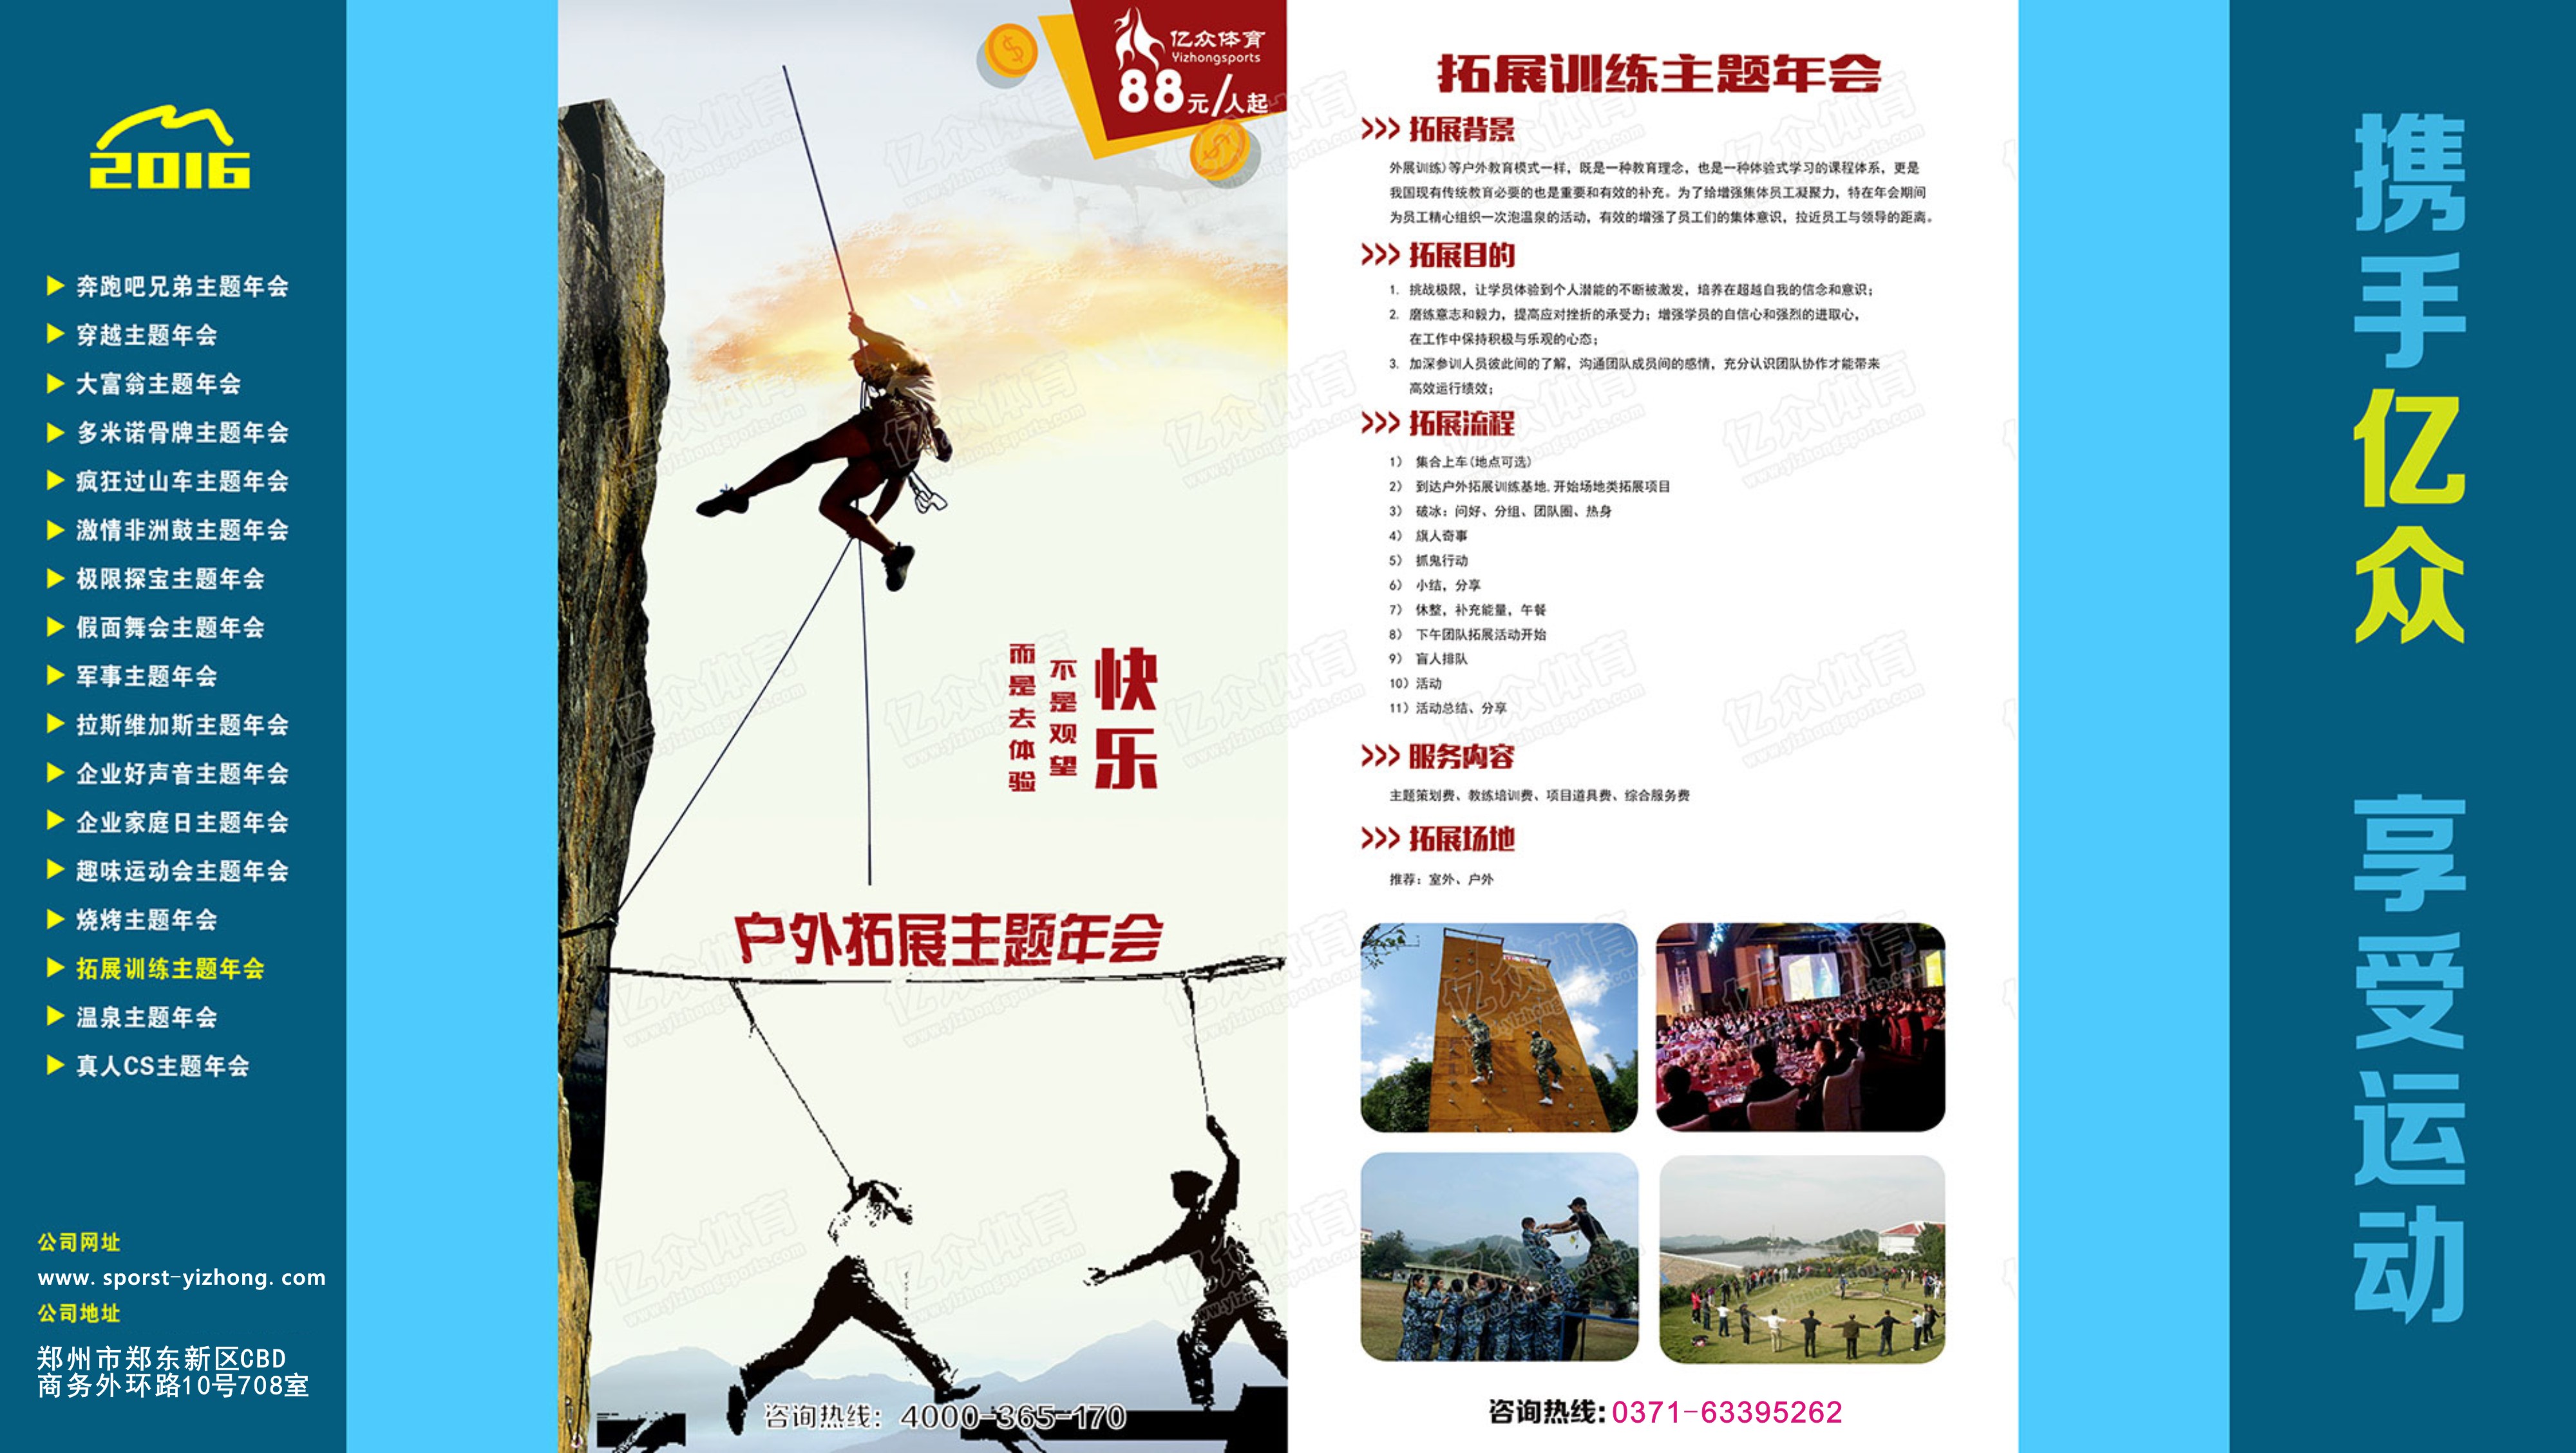 2016
奔跑吧兄弟主题年会
穿越主题年会
大富翁主题年会
多米诺骨牌主题年会
疯狂过山车主题年会
激情非洲鼓主题年会
极限探宝主题年会
假面舞会主题年会
军事主题年会
拉斯维加斯主题年会
企业好声音主题年会
企业家庭日主题年会
趣味运动会主题年会
烧烤主题年会
拓展训练主题年会
温泉主题年会
真人CS主题年会
公司网址
www.sporst-yizhong.com
公司地址
郑州市郑东新区CBD
商务外环路10号708室
亿众体育
Yizhongsports
88元/人起
快乐
不是观望
而是去体验
户外拓展主题年会
咨询热线：4000-365-170
拓展训练主题年会
>>> 拓展背景
外展训练)等户外教育模式一样，既是一种教育理念，也是一种体验式学习的课程体系，更是
我国现有传统教育必要的也是重要和有效的补充。为了给增强集体员工凝聚力，特在年会期间
为员工精心组织一次泡温泉的活动，有效的增强了员工们的集体意识，拉近员工与领导的距离。
>>> 拓展目的
1. 挑战极限，让学员体验到个人潜能的不断被激发，培养在超越自我的信念和意识；
2. 磨练意志和毅力，提高应对挫折的承受力；增强学员的自信心和强烈的进取心，
在工作中保持积极与乐观的心态；
3. 加深参训人员彼此间的了解，沟通团队成员间的感情，充分认识团队协作才能带来
高效运行绩效；
>>> 拓展流程
1） 集合上车(地点可选)
2） 到达户外拓展训练基地.开始场地类拓展项目
3） 破冰：问好、分组、团队圈、热身
4） 旗人奇事
5） 抓鬼行动
6） 小结，分享
7） 休整，补充能量，午餐
8） 下午团队拓展活动开始
9） 盲人排队
10）活动
11）活动总结、分享
>>> 服务内容
主题策划费、教练培训费、项目道具费、综合服务费
>>> 拓展场地
推荐：室外、户外
咨询热线:0371-63395262
携手亿众 享受运动
亿众体育
www.yizhongsports.com